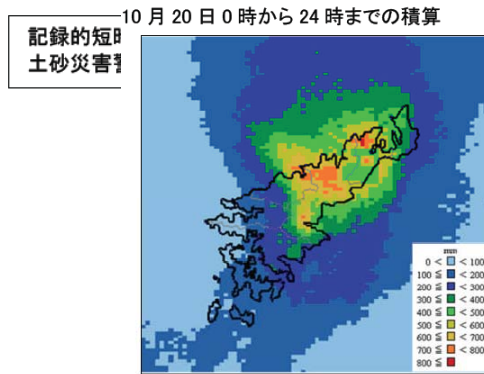 10 月 20 日 0 時から 24 時までの積算
記録的短
土砂災害
mm
0 < < 100
100 ≦ < 200
200 ≦ < 300
300 ≦ < 400
400 ≦ < 500
500 ≦ < 600
600 ≦ < 700
700 ≦ < 800
800 ≦